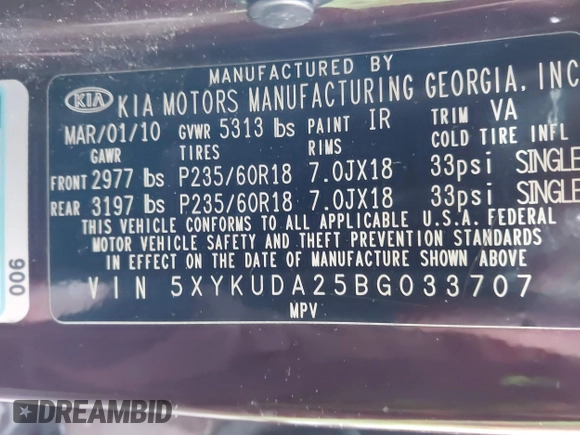 MANUFACTURED BY
KIA KIA MOTORS MANUFACTURING GEORGIA, INC
MAR/01/10 GVWR 5313 lbs PAINT IR TRIM VA
GAWR TIRES RIMS COLD TIRE INFL
FRONT 2977 lbs P235/60R18 7.0JX18 33psi SINGLE
REAR 3197 lbs P235/60R18 7.0JX18 33psi SINGLE
THIS VEHICLE CONFORMS TO ALL APPLICABLE U.S.A. FEDERAL
MOTOR VEHICLE SAFETY AND THEFT PREVENTION STANDARDS
IN EFFECT ON THE DATE OF MANUFACTURE SHOWN ABOVE
VIN 5XYKUDA25BG033707
MPV
006
DREAMBID